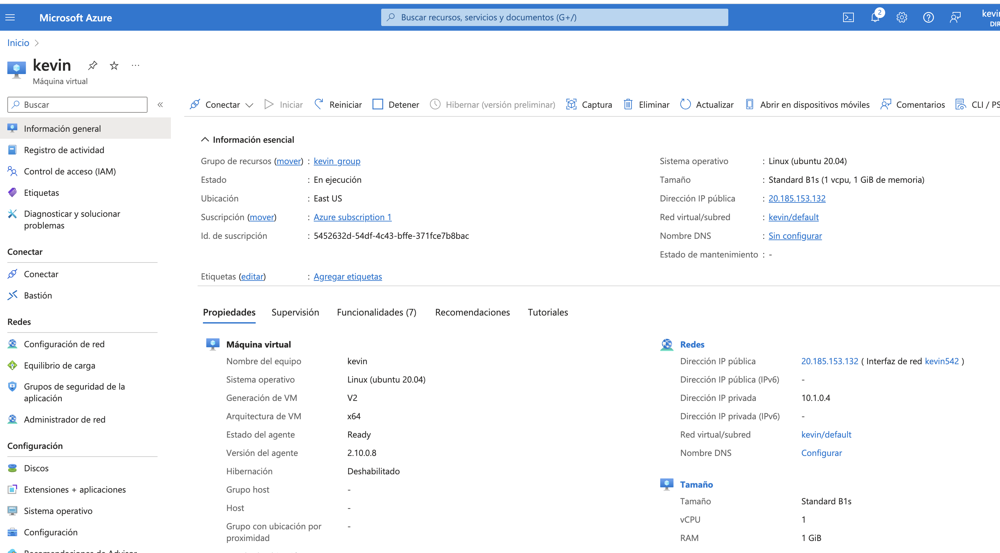 Microsoft Azure
Buscar recursos, servicios y documentos (G+/)
2
Inicio
kevin
Máquina virtual
Buscar
Conectar
Iniciar
Reiniciar
Detener
Hibernar (versión preliminar)
Captura
Eliminar
Actualizar
Abrir en dispositivos móviles
Comentarios
CLI /
Información general
Registro de actividad
Control de acceso (IAM)
Etiquetas
Diagnosticar y solucionar
problemas
Conectar
Conectar
Bastión
Redes
Configuración de red
Equilibrio de carga
Grupos de seguridad de la
aplicación
Administrador de red
Configuración
Discos
Extensiones + aplicaciones
Sistema operativo
Configuración
Información esencial
Grupo de recursos (mover) : kevin_group
Estado : En ejecución
Ubicación : East US
Suscripción (mover) : Azure subscription 1
Id. de suscripción : 5452632d-54df-4c43-bffe-371fce7b8bac
Sistema operativo : Linux (ubuntu 20.04)
Tamaño : Standard B1s (1 vcpu, 1 GiB de memoria)
Dirección IP pública : 20.185.153.132
Red virtual/subred : kevin/default
Nombre DNS : Sin configurar
Estado de mantenimiento : -
Etiquetas (editar) : Agregar etiquetas
Propiedades
Supervisión
Funcionalidades (7)
Recomendaciones
Tutoriales
Máquina virtual
Nombre del equipo kevin
Sistema operativo Linux (ubuntu 20.04)
Generación de VM V2
Arquitectura de VM x64
Estado del agente Ready
Versión del agente 2.10.0.8
Hibernación Deshabilitado
Grupo host -
Host -
Grupo con ubicación por -
proximidad
Redes
Dirección IP pública 20.185.153.132 ( Interfaz de red kevin542 )
Dirección IP pública (IPv6) -
Dirección IP privada 10.1.0.4
Dirección IP privada (IPv6) -
Red virtual/subred kevin/default
Nombre DNS Configurar
Tamaño
Tamaño Standard B1s
vCPU 1
RAM 1 GiB